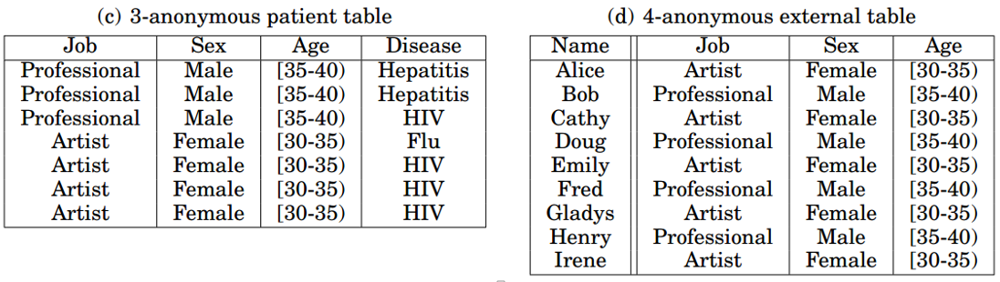 (c) 3-anonymous patient table
Job Sex Age Disease
Professional Male [35-40) Hepatitis
Professional Male [35-40) Hepatitis
Professional Male [35-40) HIV
Artist Female [30-35) Flu
Artist Female [30-35) HIV
Artist Female [30-35) HIV
Artist Female [30-35) HIV
(d) 4-anonymous external table
Name Job Sex Age
Alice Artist Female [30-35)
Bob Professional Male [35-40)
Cathy Artist Female [30-35)
Doug Professional Male [35-40)
Emily Artist Female [30-35)
Fred Professional Male [35-40)
Gladys Artist Female [30-35)
Henry Professional Male [35-40)
Irene Artist Female [30-35)